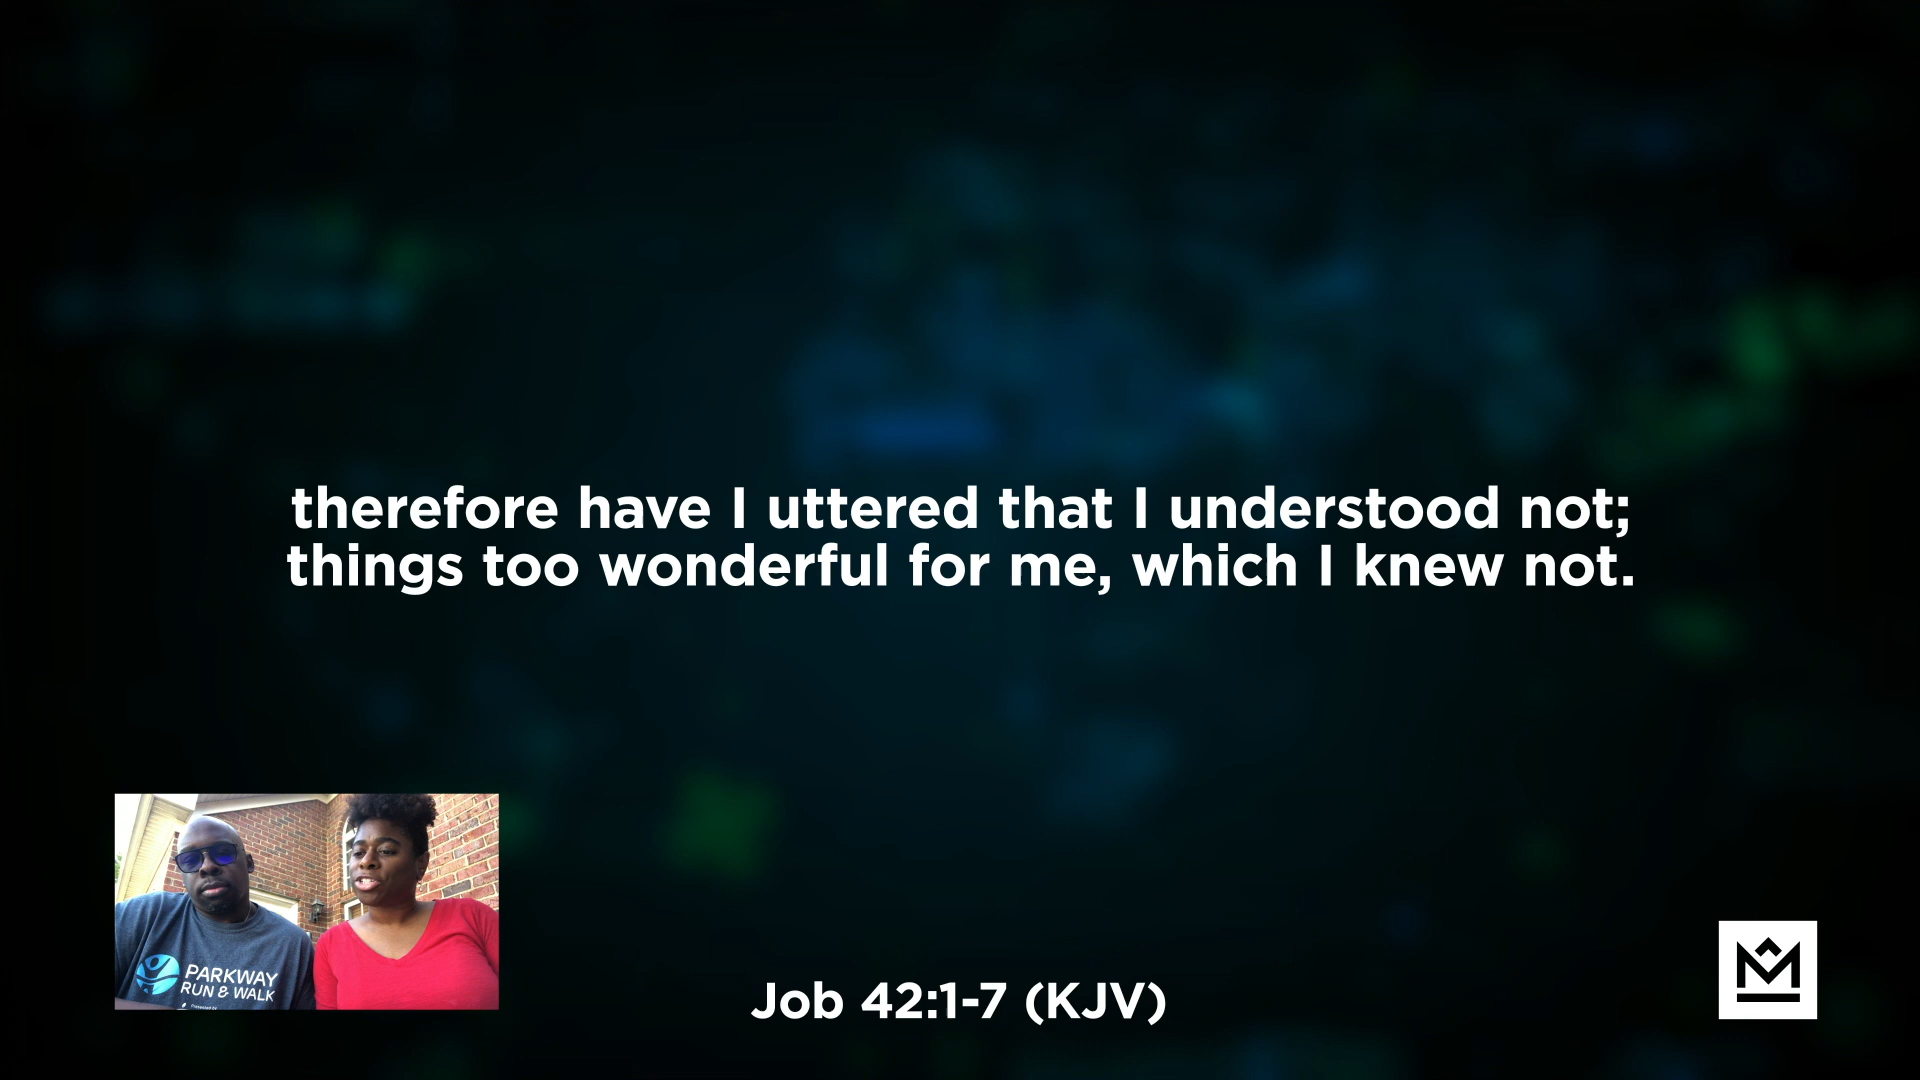 therefore have I uttered that I understood not;
things too wonderful for me, which I knew not.
PARKWAY
RUN & WALK
Job 42:1-7 (KJV)